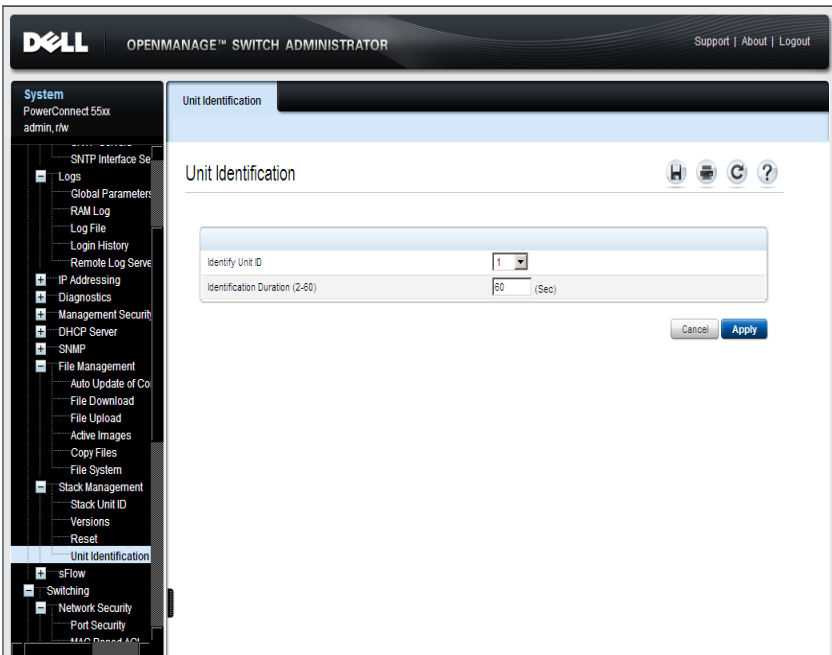 DELL
OPENMANAGE™ SWITCH ADMINISTRATOR
Support | About | Logout
System
PowerConnect 55xx
admin, r/w
SNTP Interface Se
Logs
Global Parameters
RAM Log
Log File
Login History
Remote Log Serve
IP Addressing
Diagnostics
Management Security
DHCP Server
SNMP
File Management
Auto Update of Co
File Download
File Upload
Active Images
Copy Files
File System
Stack Management
Stack Unit ID
Versions
Reset
Unit Identification
sFlow
Switching
Network Security
Port Security
Unit Identification
Unit Identification
Identify Unit ID
1
Identification Duration (2-60)
60 (Sec)
Cancel
Apply